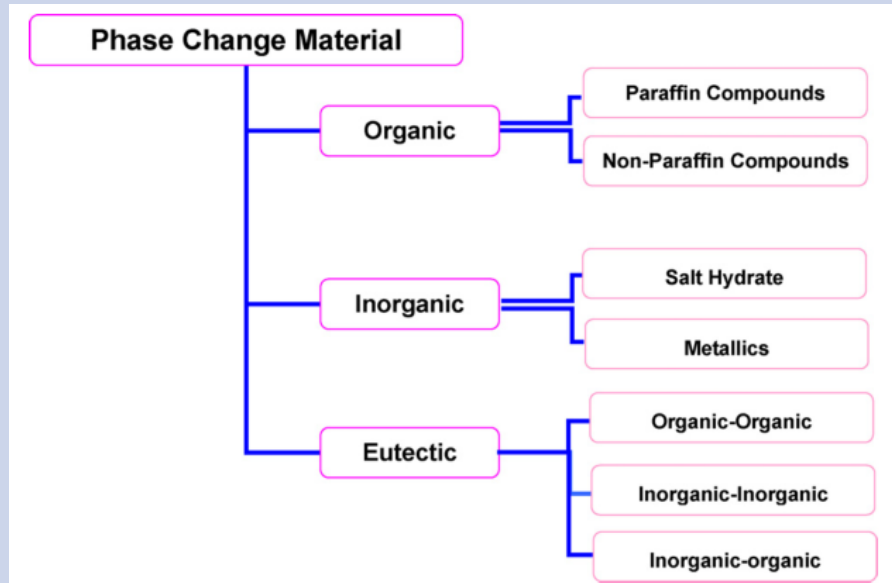 Phase Change Material
Organic
Paraffin Compounds
Non-Paraffin Compounds
Inorganic
Salt Hydrate
Metallics
Eutectic
Organic-Organic
Inorganic-Inorganic
Inorganic-organic